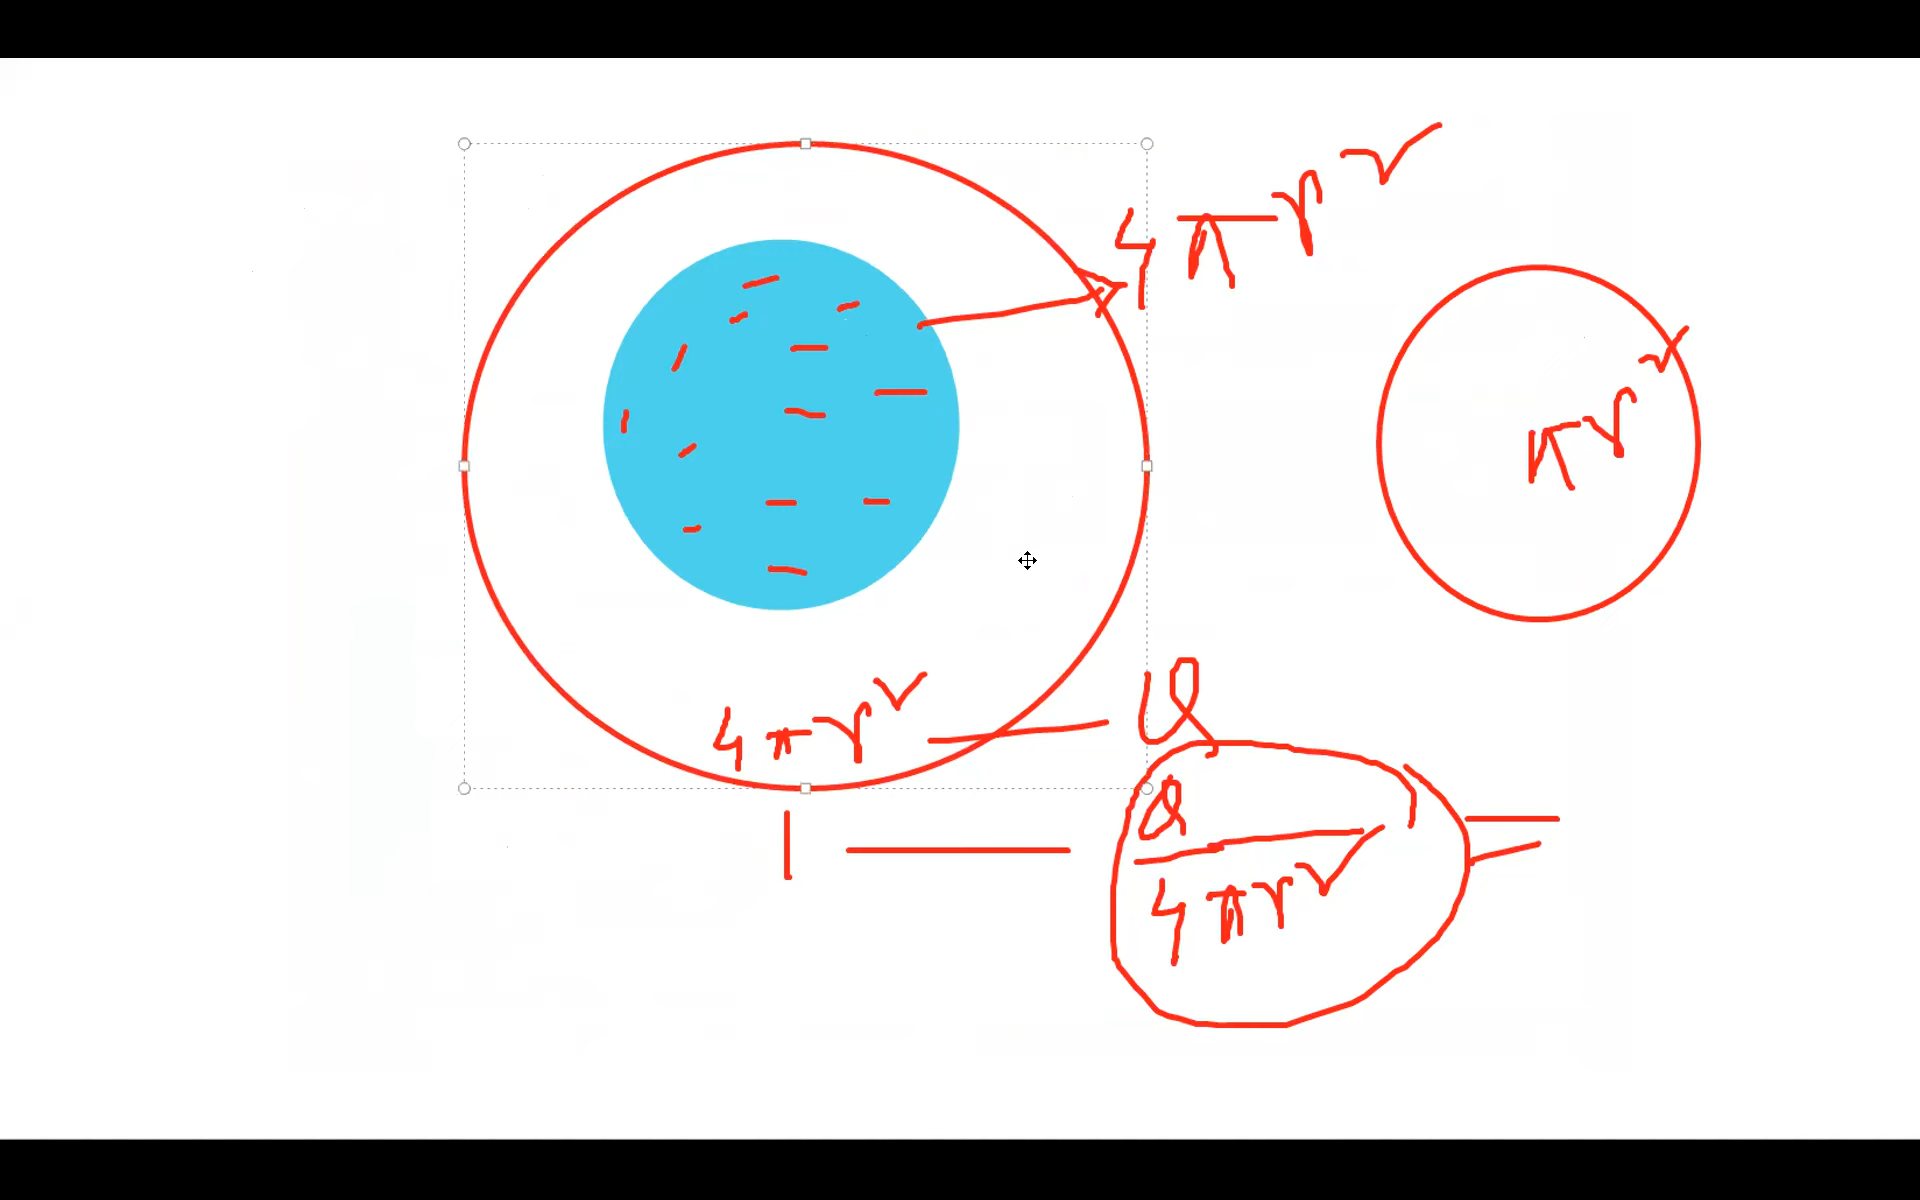 4πr²
πr²
4πr² — Q
1 — Q / 4πr² =